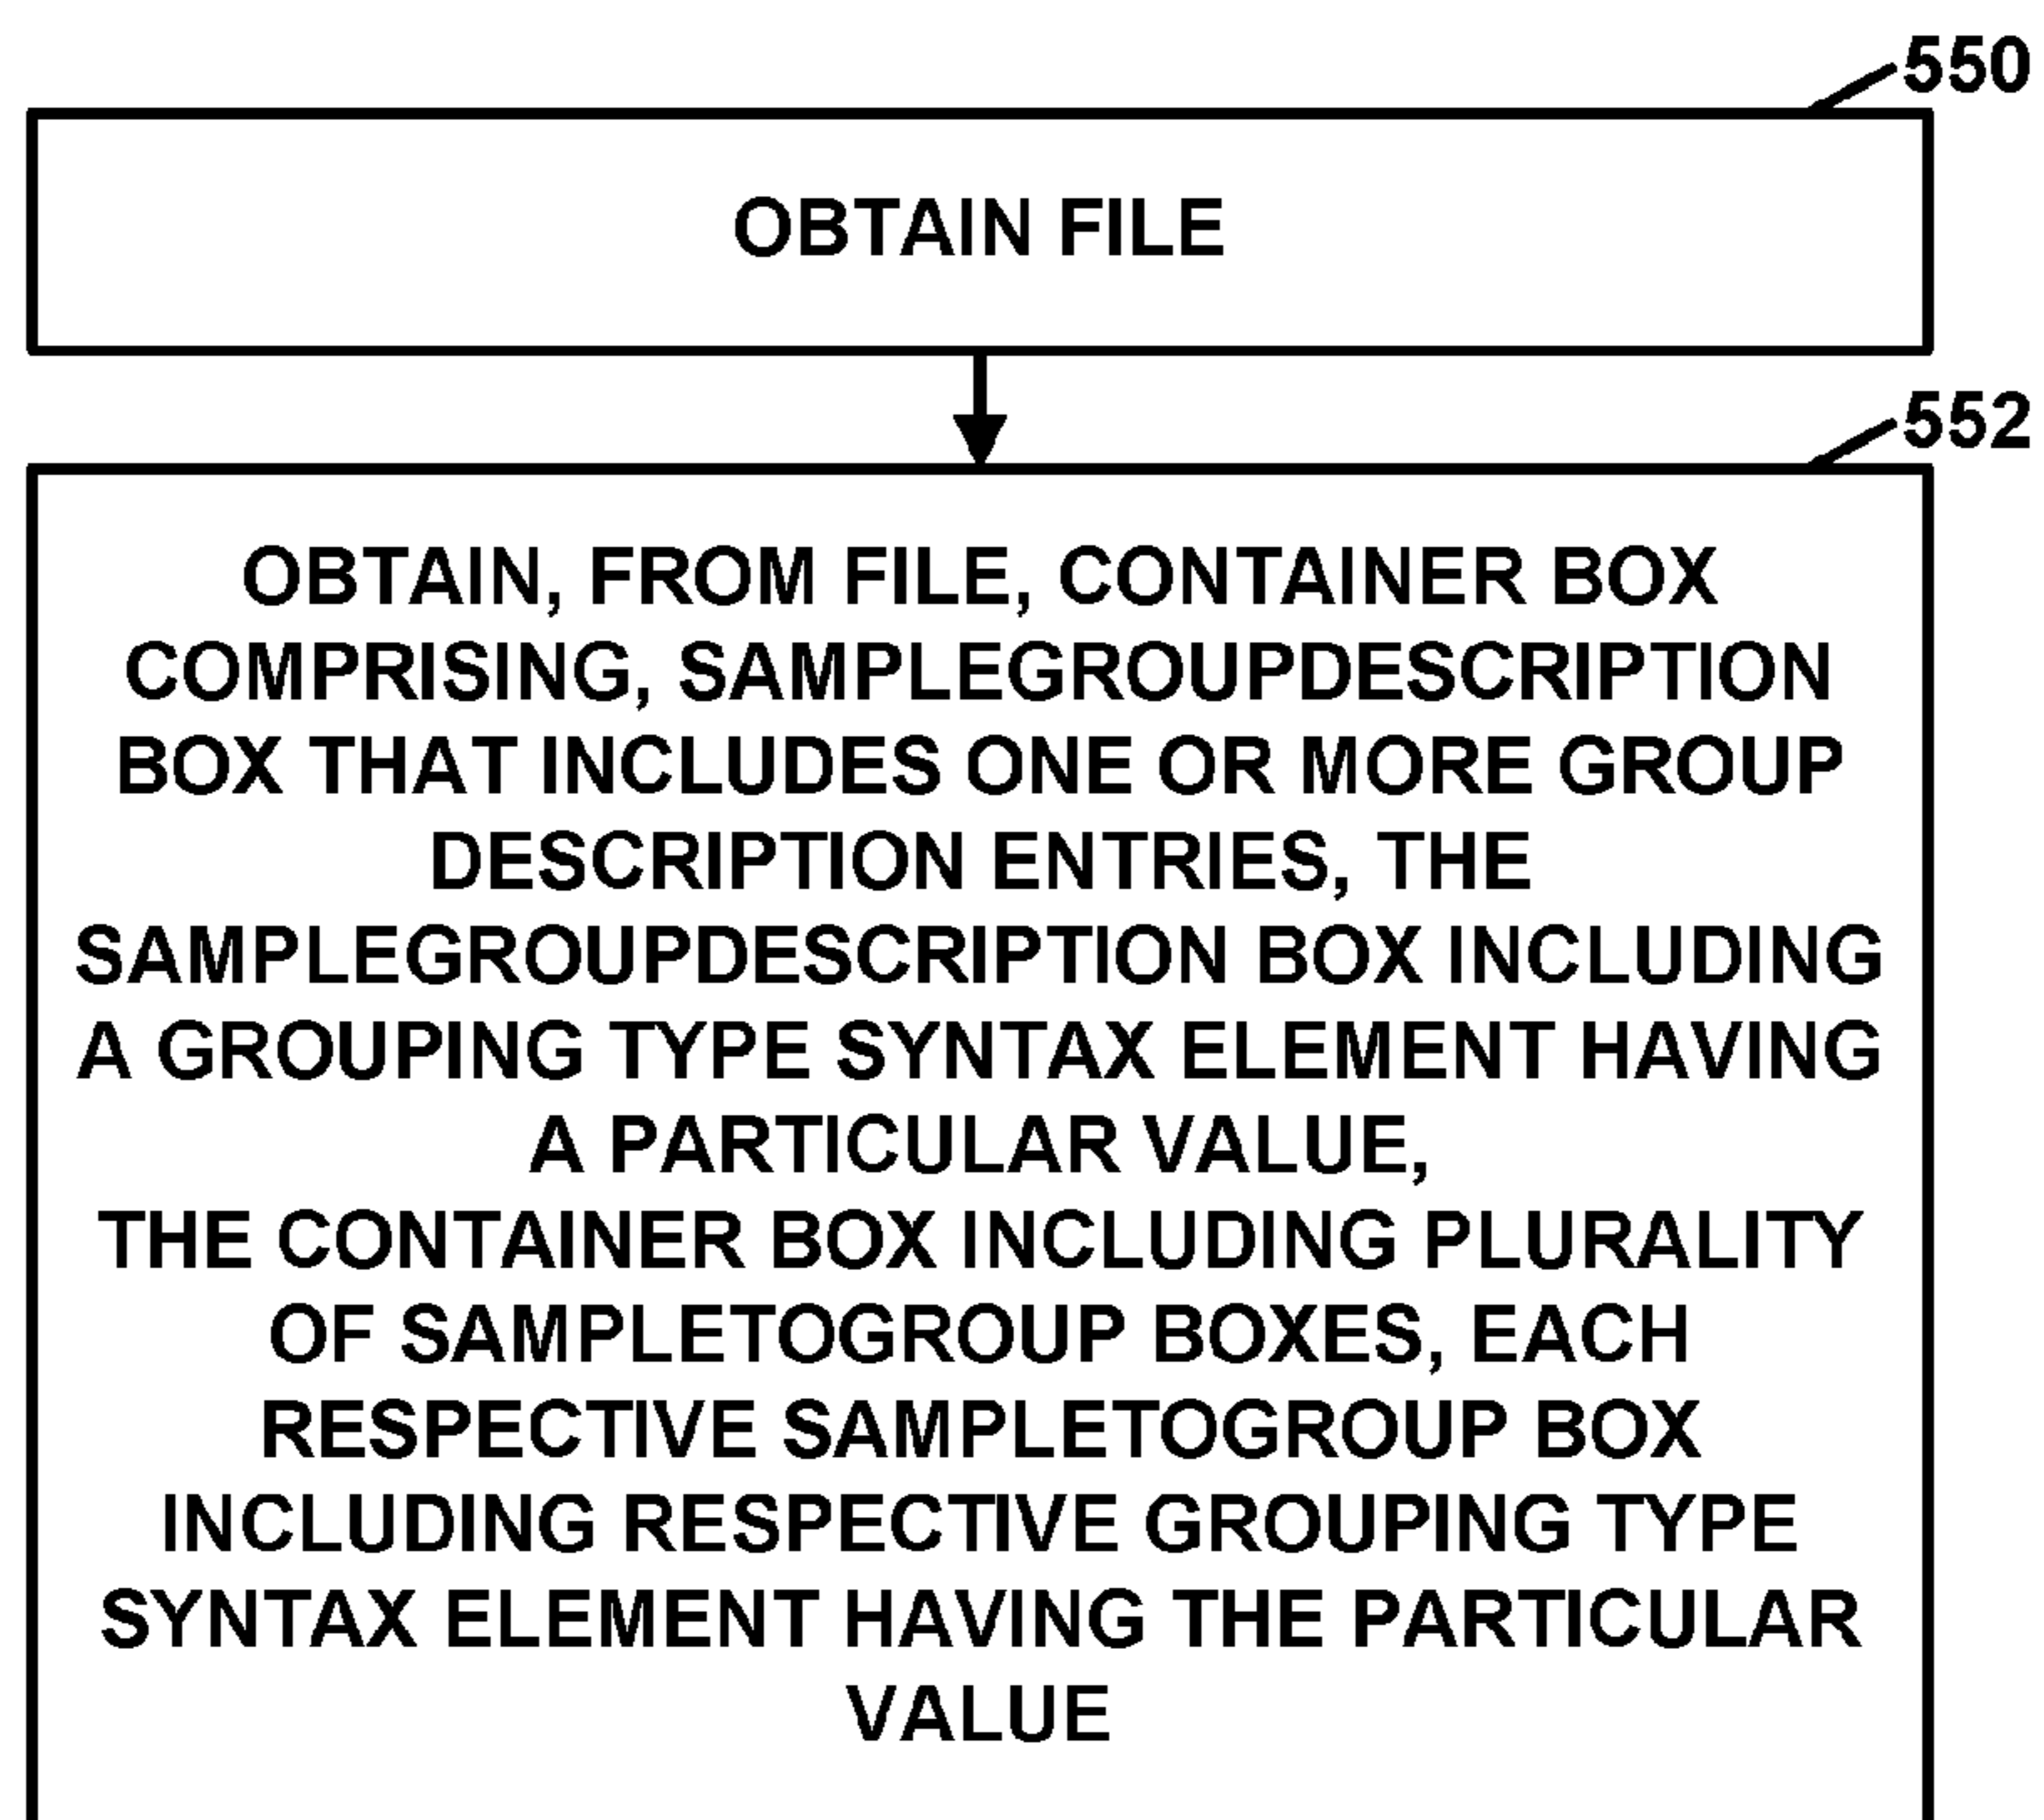 550
OBTAIN FILE
552
OBTAIN, FROM FILE, CONTAINER BOX
COMPRISING, SAMPLEGROUPDESCRIPTION
BOX THAT INCLUDES ONE OR MORE GROUP
DESCRIPTION ENTRIES, THE
SAMPLEGROUPDESCRIPTION BOX INCLUDING
A GROUPING TYPE SYNTAX ELEMENT HAVING
A PARTICULAR VALUE,
THE CONTAINER BOX INCLUDING PLURALITY
OF SAMPLETOGROUP BOXES, EACH
RESPECTIVE SAMPLETOGROUP BOX
INCLUDING RESPECTIVE GROUPING TYPE
SYNTAX ELEMENT HAVING THE PARTICULAR
VALUE